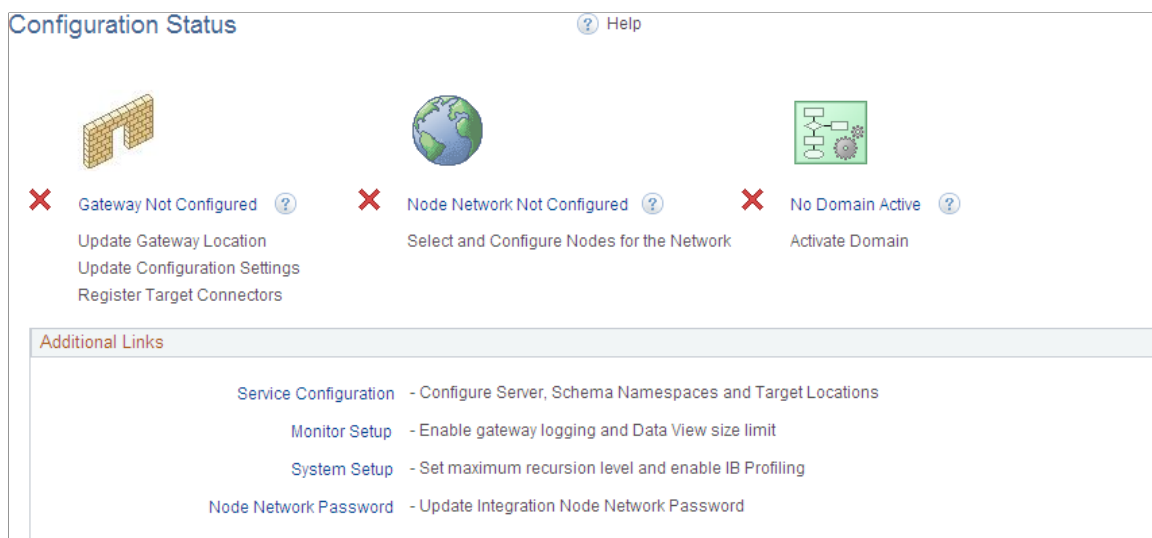 Configuration Status
? Help
Gateway Not Configured ?
Update Gateway Location
Update Configuration Settings
Register Target Connectors
Node Network Not Configured ?
Select and Configure Nodes for the Network
No Domain Active ?
Activate Domain
Additional Links
Service Configuration - Configure Server, Schema Namespaces and Target Locations
Monitor Setup - Enable gateway logging and Data View size limit
System Setup - Set maximum recursion level and enable IB Profiling
Node Network Password - Update Integration Node Network Password